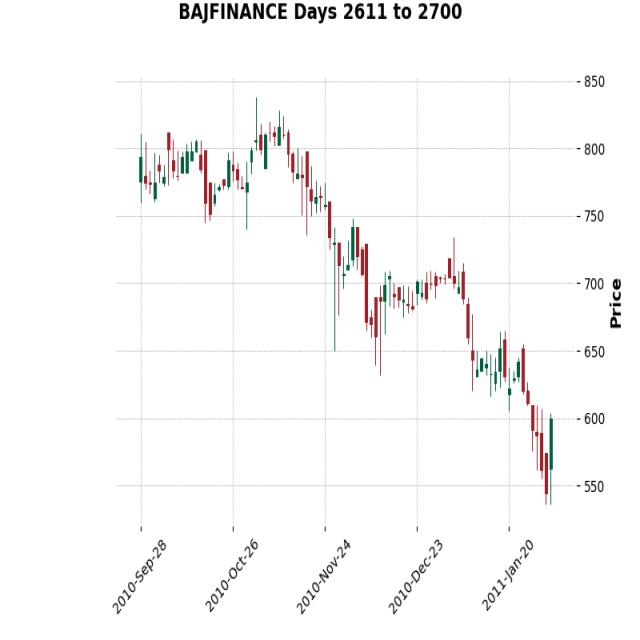 BAJFINANCE Days 2611 to 2700
850
800
750
700
650
600
550
Price
2010-Sep-28
2010-Oct-26
2010-Nov-24
2010-Dec-23
2011-Jan-20